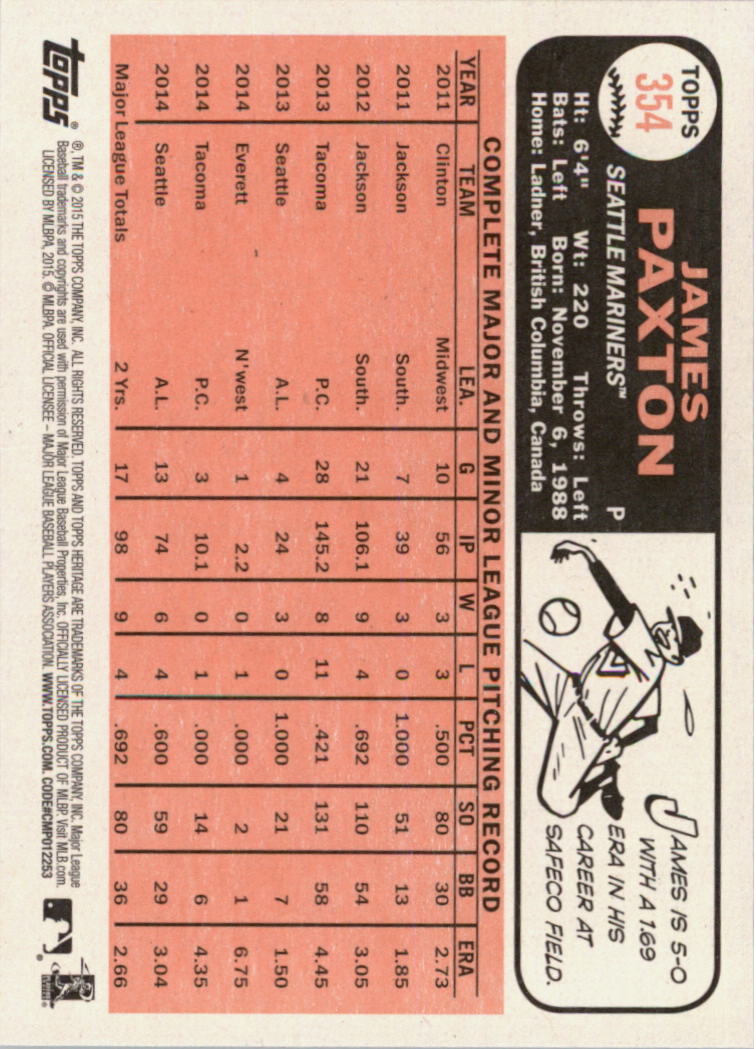 TOPPS
354
JAMES
PAXTON
SEATTLE MARINERS™ P
Ht: 6'4" Wt: 220 Throws: Left
Bats: Left Born: November 6, 1988
Home: Ladner, British Columbia, Canada
JAMES IS 5-0
WITH A 1.69
ERA IN HIS
CAREER AT
SAFECO FIELD.
COMPLETE MAJOR AND MINOR LEAGUE PITCHING RECORD
YEAR TEAM LEA. G IP W L PCT SO BB ERA
2011 Clinton Midwest 10 56 3 3 .500 80 30 2.73
2011 Jackson South. 7 39 3 0 1.000 51 13 1.85
2012 Jackson South. 21 106.1 9 4 .692 110 54 3.05
2013 Tacoma P.C. 28 145.2 8 11 .421 131 58 4.45
2013 Seattle A.L. 4 24 3 0 1.000 21 7 1.50
2014 Everett N'west 1 2.2 0 1 .000 2 1 6.75
2014 Tacoma P.C. 3 10.1 0 1 .000 14 6 4.35
2014 Seattle A.L. 13 74 6 4 .600 59 29 3.04
Major League Totals 2 Yrs. 17 98 9 4 .692 80 36 2.66
topps®
®, TM & © 2015 THE TOPPS COMPANY, INC. ALL RIGHTS RESERVED. TOPPS AND TOPPS HERITAGE ARE TRADEMARKS OF THE TOPPS COMPANY, INC. Major League
Baseball trademarks and copyrights are used with permission of Major League Baseball Properties, Inc. OFFICIALLY LICENSED PRODUCT OF MLBP. Visit MLB.com.
LICENSED BY MLBPA, 2015. © MLBPA. OFFICIAL LICENSEE – MAJOR LEAGUE BASEBALL PLAYERS ASSOCIATION. WWW.TOPPS.COM. CODE#CMP012253